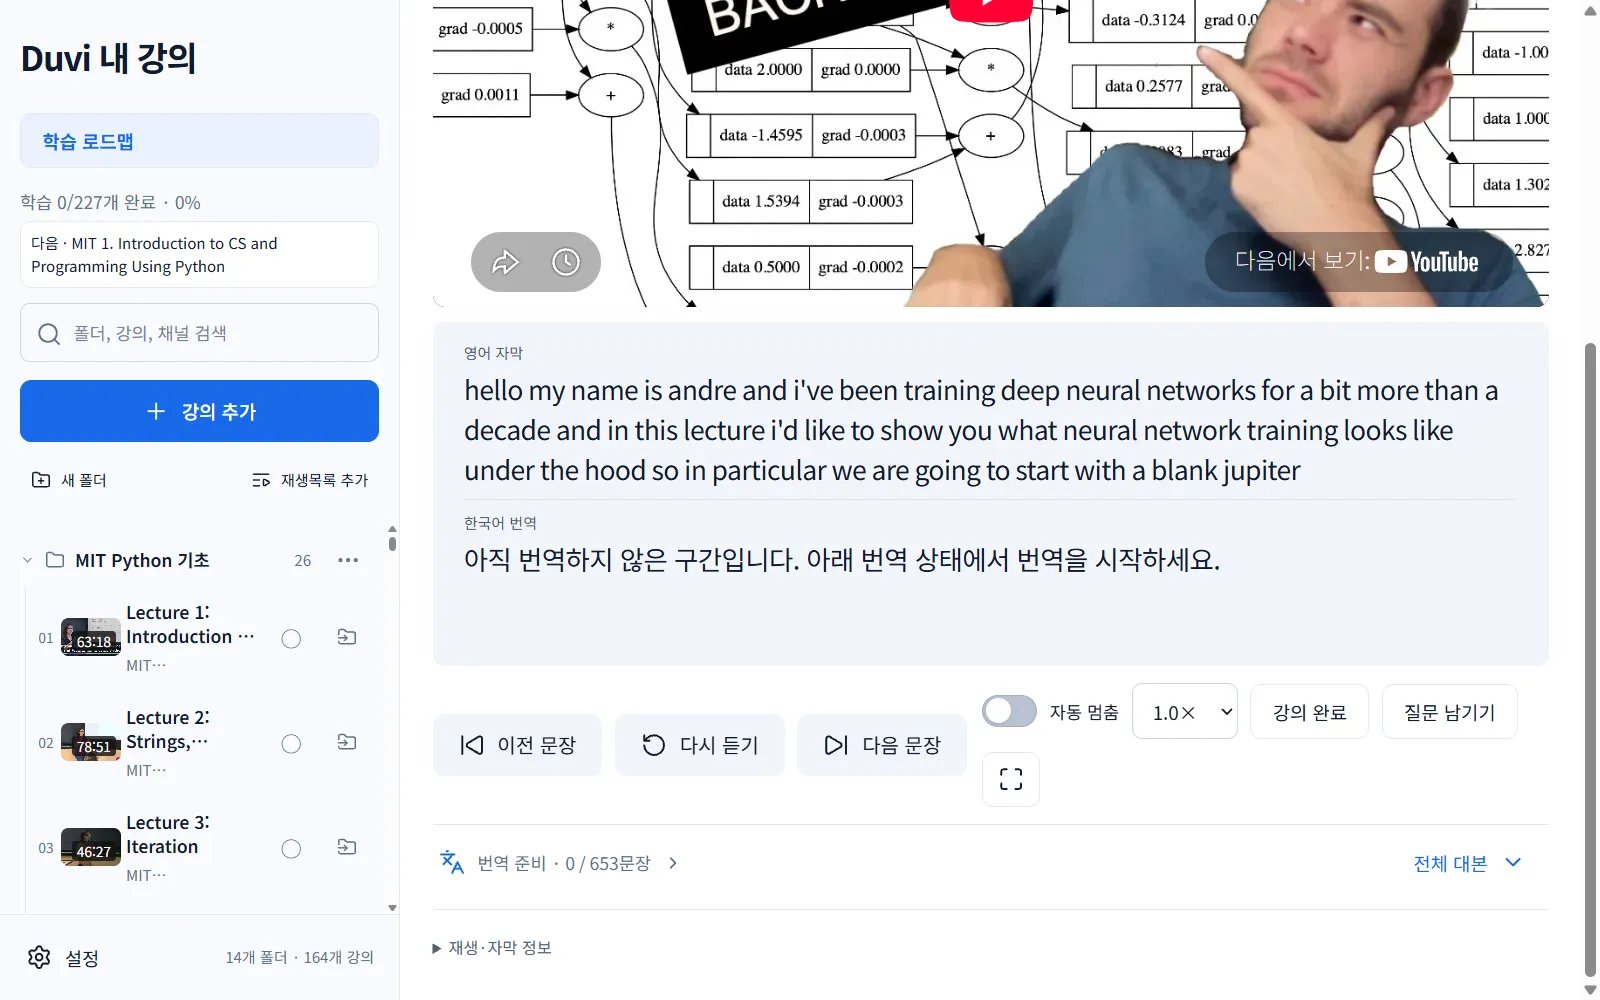 Duvi 내 강의
학습 로드맵
학습 0/227개 완료 · 0%
다음 · MIT 1. Introduction to CS and
Programming Using Python
폴더, 강의, 채널 검색
+ 강의 추가
새 폴더
재생목록 추가
MIT Python 기초 26 •••
01 63:18 Lecture 1:
Introduction ···
MIT···
02 78:51 Lecture 2:
Strings,···
MIT···
03 46:27 Lecture 3:
Iteration
MIT···
설정
14개 폴더 · 164개 강의
grad -0.0005
*
grad 0.0011
+
data 2.0000 grad 0.0000
*
data -1.4595 grad -0.0003
+
data 1.5394 grad -0.0003
data 0.5000 grad -0.0002
data -0.3124 grad 0.0
data 0.2577
data -1.00
data 1.000
data 1.302
2.827
다음에서 보기: YouTube
영어 자막
hello my name is andre and i've been training deep neural networks for a bit more than a
decade and in this lecture i'd like to show you what neural network training looks like
under the hood so in particular we are going to start with a blank jupiter
한국어 번역
아직 번역하지 않은 구간입니다. 아래 번역 상태에서 번역을 시작하세요.
이전 문장
다시 듣기
다음 문장
자동 멈춤
1.0×
강의 완료
질문 남기기
번역 준비 · 0 / 653문장
전체 대본
재생·자막 정보